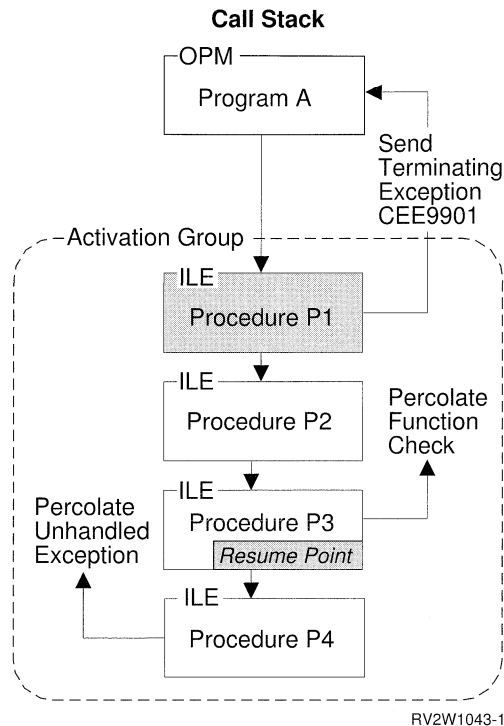 Call Stack
OPM
Program A
Send
Terminating
Exception
CEE9901
Activation Group
ILE
Procedure P1
ILE
Procedure P2
Percolate
Function
Check
ILE
Procedure P3
Resume Point
Percolate
Unhandled
Exception
ILE
Procedure P4
RV2W1043-1